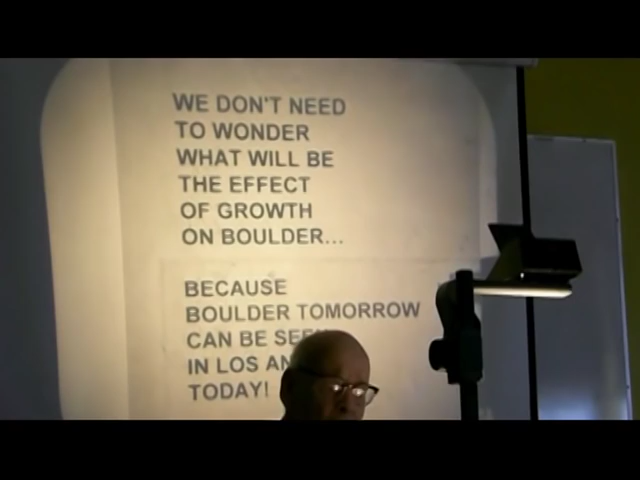 WE DON'T NEED
TO WONDER
WHAT WILL BE
THE EFFECT
OF GROWTH
ON BOULDER...
BECAUSE
BOULDER TOMORROW
CAN BE
IN LOS
TODAY!